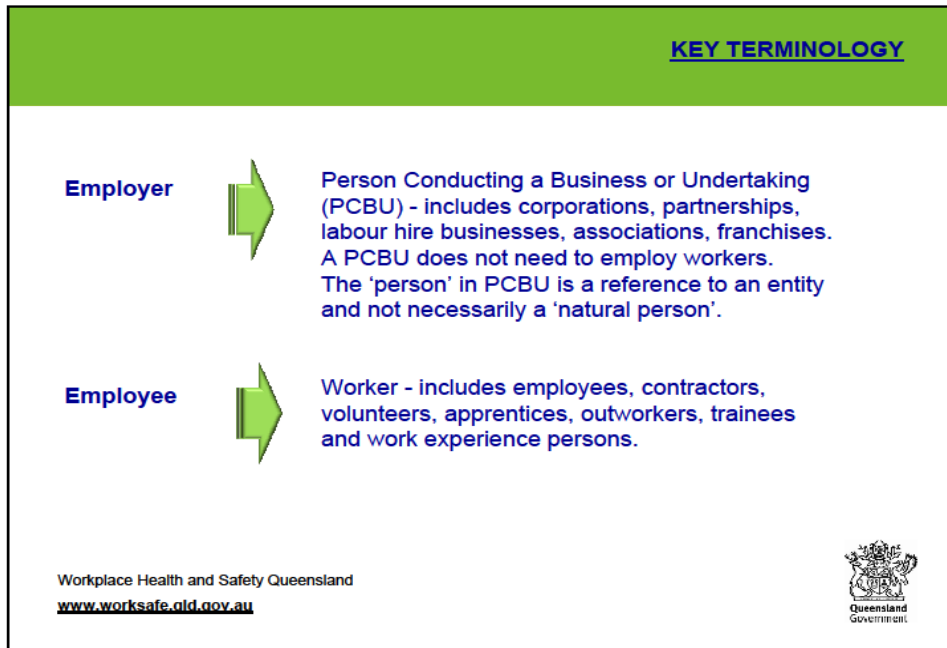 KEY TERMINOLOGY
Employer
Person Conducting a Business or Undertaking
(PCBU) - includes corporations, partnerships,
labour hire businesses, associations, franchises.
A PCBU does not need to employ workers.
The ‘person’ in PCBU is a reference to an entity
and not necessarily a ‘natural person’.
Employee
Worker - includes employees, contractors,
volunteers, apprentices, outworkers, trainees
and work experience persons.
Workplace Health and Safety Queensland
www.worksafe.qld.gov.au
Queensland
Government